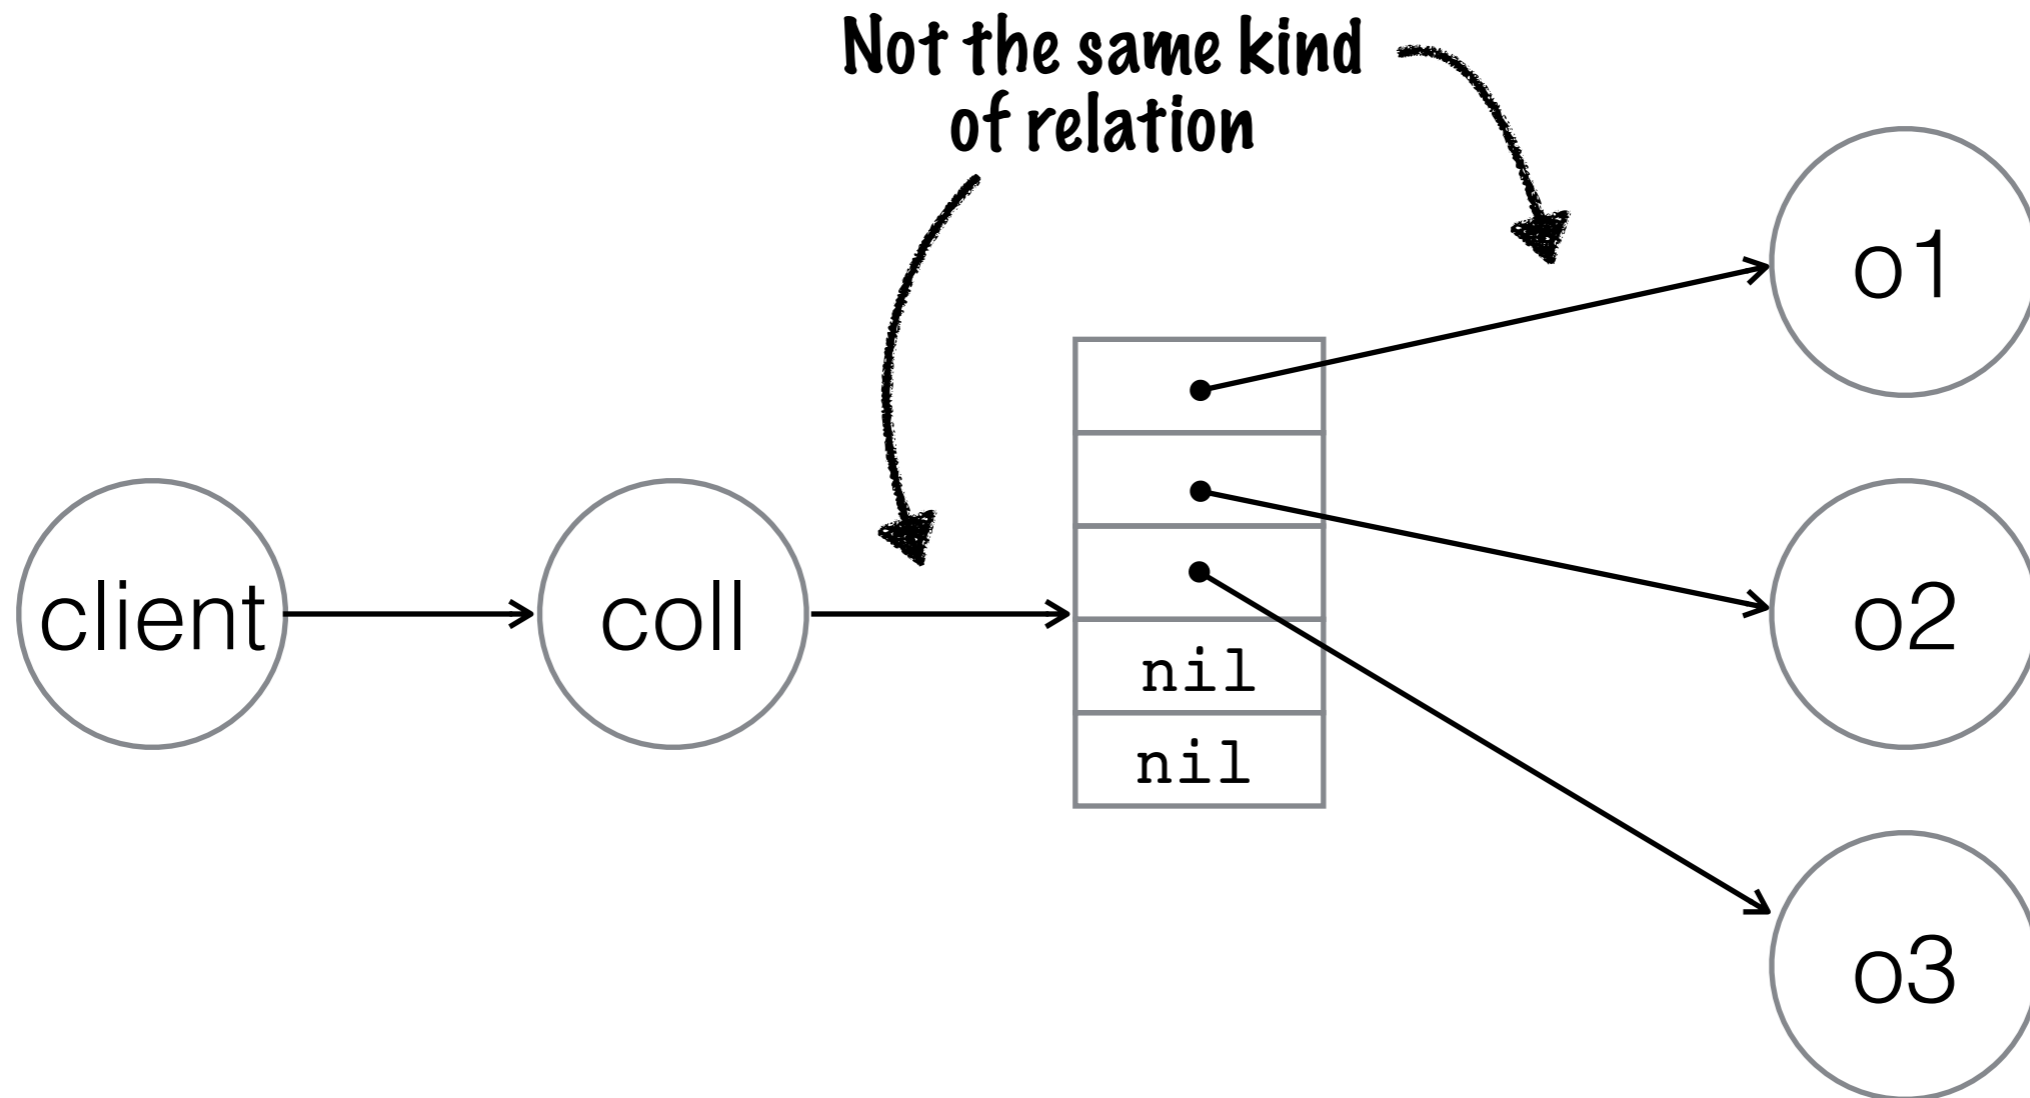 Not the same kind
of relation
o1
client
coll
o2
nil
nil
o3